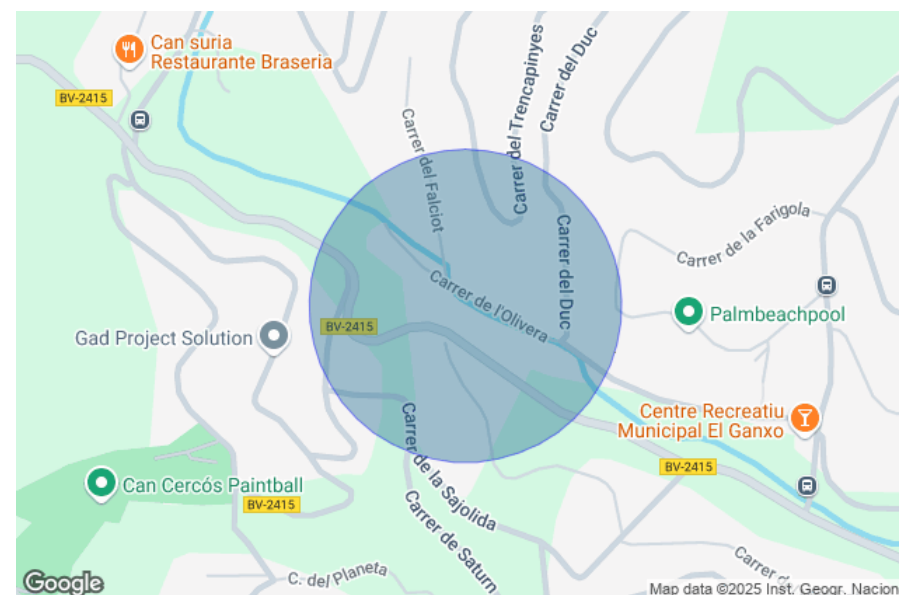 Can suria
Restaurante Braseria
BV-2415
Carrer del Trencapinyes
Carrer del Duc
Carrer del Falciot
Carrer de la Farigola
Carrer del Duc
Carrer de l'Olivera
Palmbeachpool
BV-2415
Gad Project Solution
Centre Recreatiu
Municipal El Ganxo
Carrer de la Sajolida
BV-2415
Can Cercós Paintball
BV-2415
Carrer de Saturn
C. del Planeta
Carrer de
Google
Map data ©2025 Inst. Geogr. Nacion